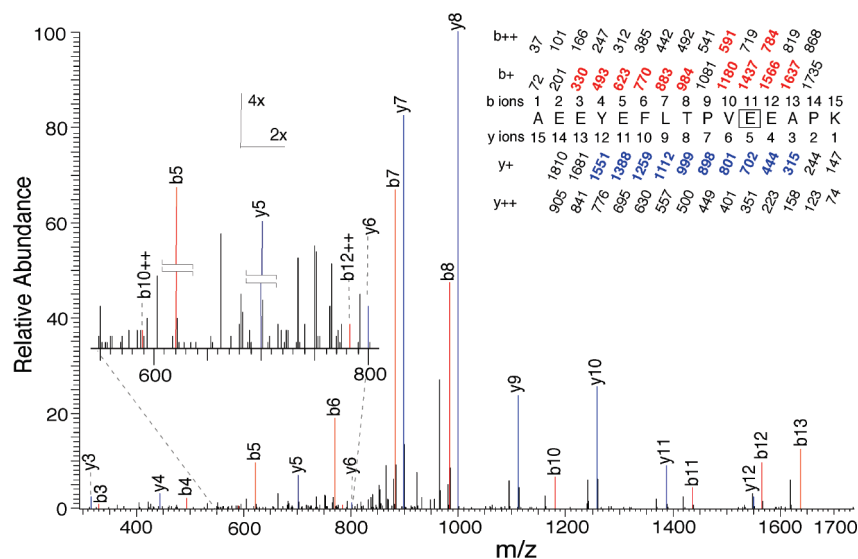 b++ 37 101 166 247 312 385 442 492 541 591 719 784 819 868
b+ 72 201 330 493 623 770 883 984 1081 1180 1437 1566 1637 1735
b ions 1 2 3 4 5 6 7 8 9 10 11 12 13 14 15
A E E Y E F L T P V E E A P K
y ions 15 14 13 12 11 10 9 8 7 6 5 4 3 2 1
y+ 1810 1681 1551 1388 1259 1112 999 898 801 702 444 315 244 147
y++ 905 841 776 695 630 557 500 449 401 351 223 158 123 74
Relative Abundance
100
80
60
40
20
0
4x
2x
b10++
b5
y5
b12++
y6
600
800
y3
b3
y4
b4
b5
y5
b6
y6
b7
y7
b8
y8
y9
b10
y10
y11
b11
y12
b12
b13
400 600 800 1000 1200 1400 1600 1700
m/z